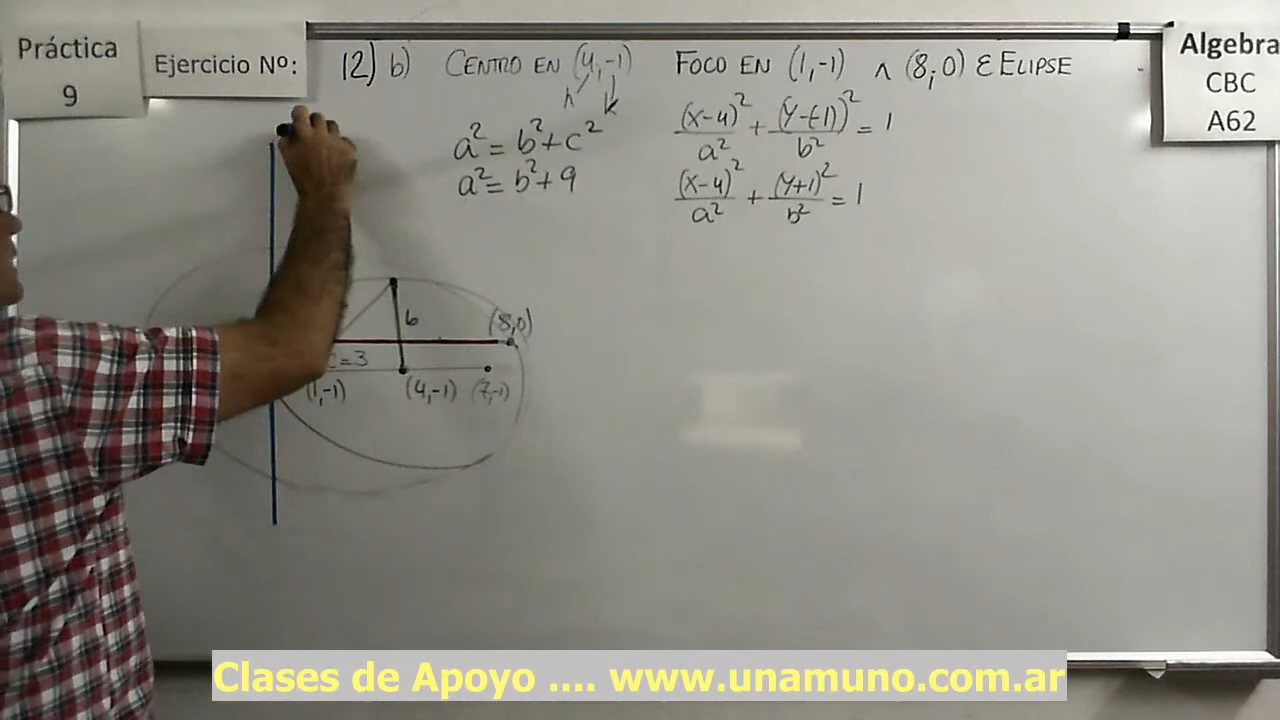 Práctica
9
Ejercicio Nº:
12) b) CENTRO EN (4,-1) FOCO EN (1,-1) ∧ (8,0) ∈ ELIPSE
h k
a² = b² + c²
a² = b² + 9
(x-4)²/a² + (y-(-1))²/b² = 1
(x-4)²/a² + (y+1)²/b² = 1
Algebra
CBC
A62
b
(8,0)
=3
(1,-1) (4,-1) (7,-1)
Clases de Apoyo .... www.unamuno.com.ar